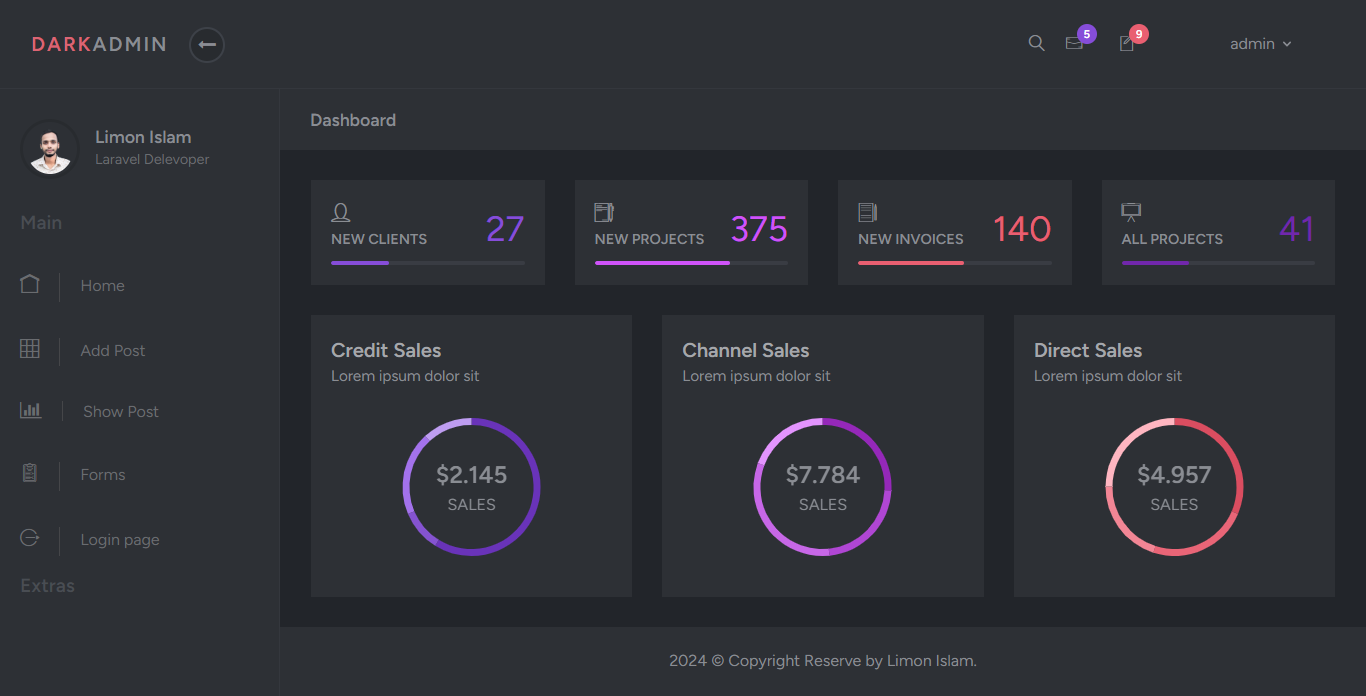 DARKADMIN
5
9
admin
Limon Islam
Laravel Delevoper
Main
Home
Add Post
Show Post
Forms
Login page
Extras
Dashboard
NEW CLIENTS 27
NEW PROJECTS 375
NEW INVOICES 140
ALL PROJECTS 41
Credit Sales
Lorem ipsum dolor sit
$2.145
SALES
Channel Sales
Lorem ipsum dolor sit
$7.784
SALES
Direct Sales
Lorem ipsum dolor sit
$4.957
SALES
2024 © Copyright Reserve by Limon Islam.